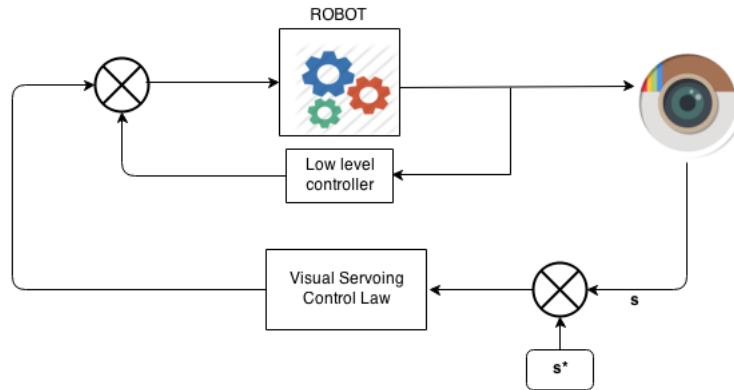 ROBOT
Low level
controller
Visual Servoing
Control Law
s
s*